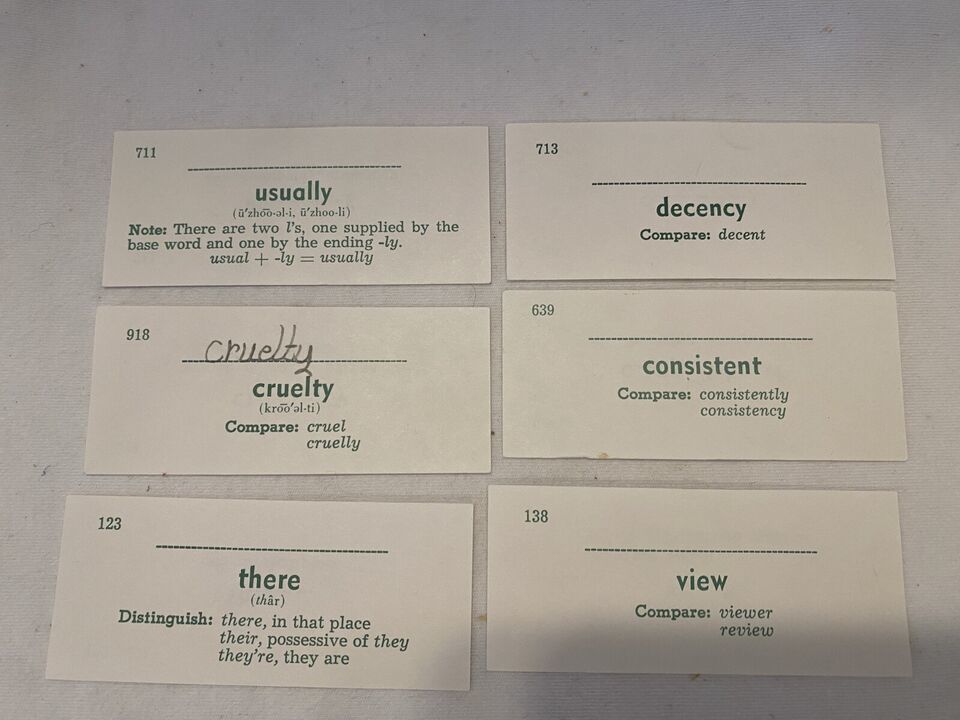 711
usually
(ū′zho͞o-əl-i, ū′zhoo-li)
Note: There are two l's, one supplied by the
base word and one by the ending -ly.
usual + -ly = usually
713
decency
Compare: decent
918
cruelty
cruelty
(kro͞o′əl-ti)
Compare: cruel
cruelly
639
consistent
Compare: consistently
consistency
123
there
(thâr)
Distinguish: there, in that place
their, possessive of they
they're, they are
138
view
Compare: viewer
review